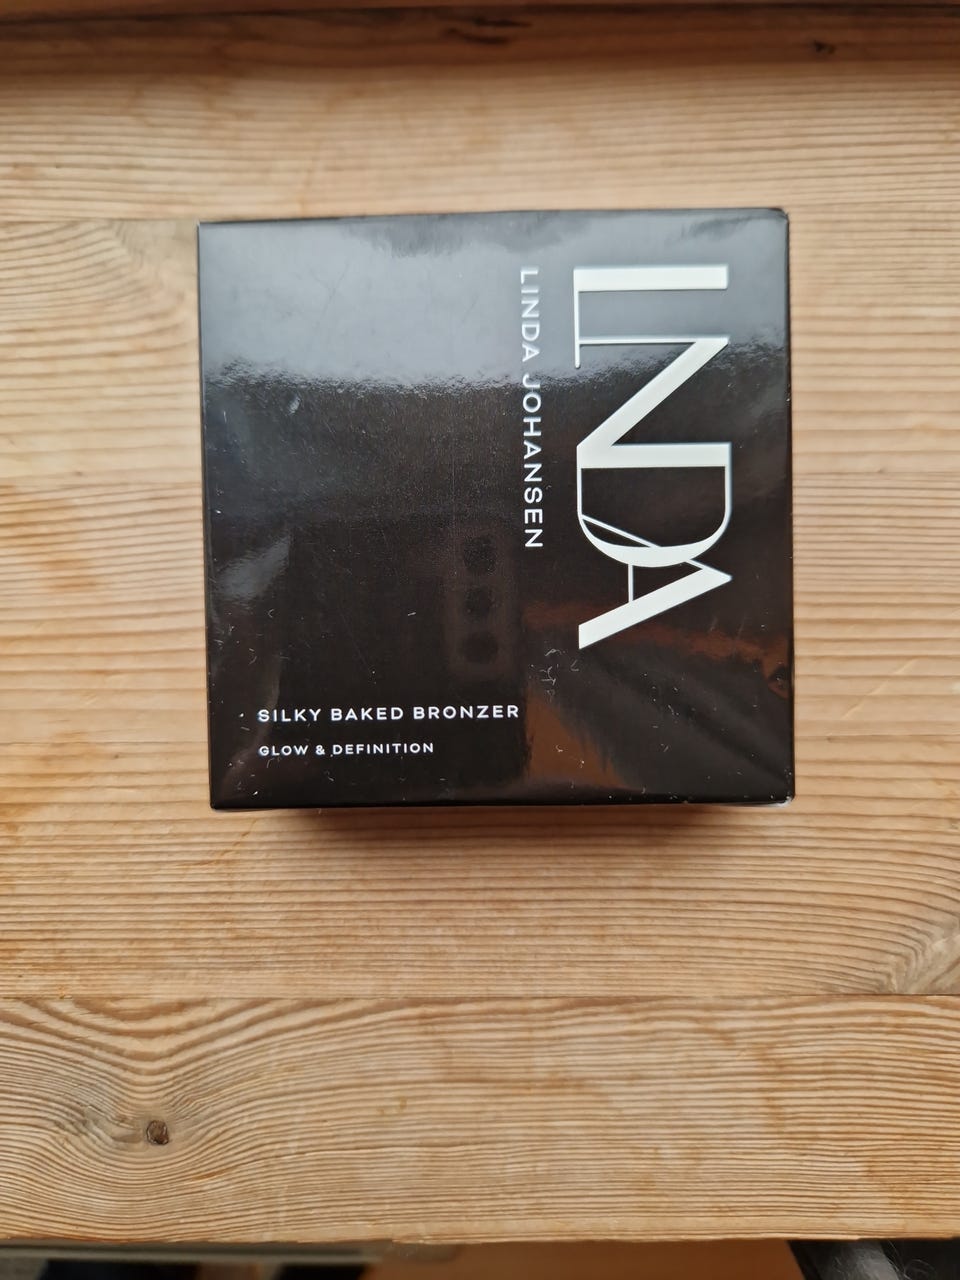 LNDA
LINDA JOHANSEN
SILKY BAKED BRONZER
GLOW & DEFINITION